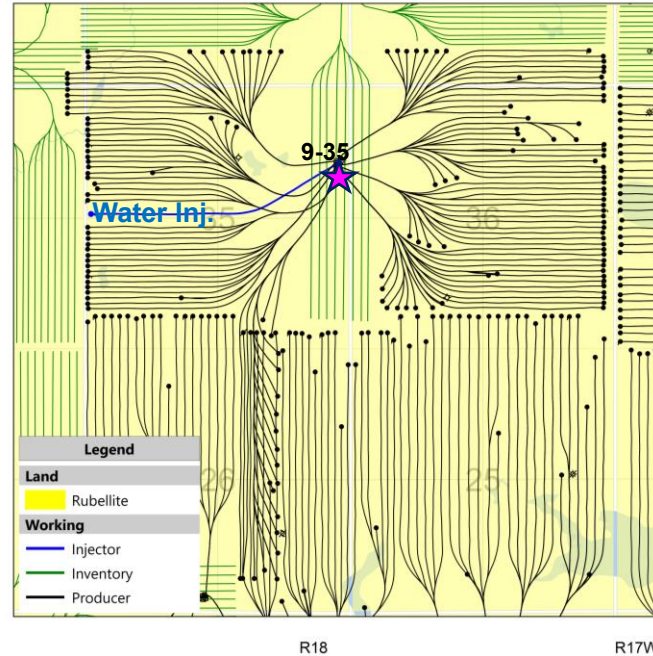 9-35
Water Inj.
35
36
Legend
Land
Rubellite
Working
Injector
Inventory
Producer
26
25
R18
R17W